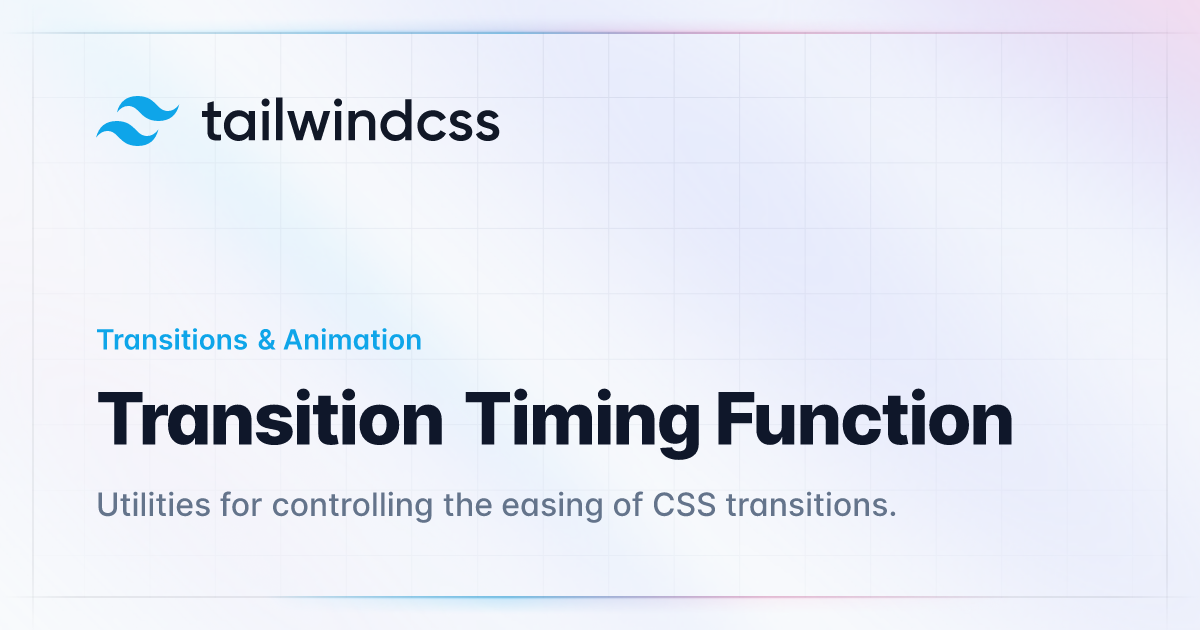 tailwindcss
Transitions & Animation
Transition Timing Function
Utilities for controlling the easing of CSS transitions.